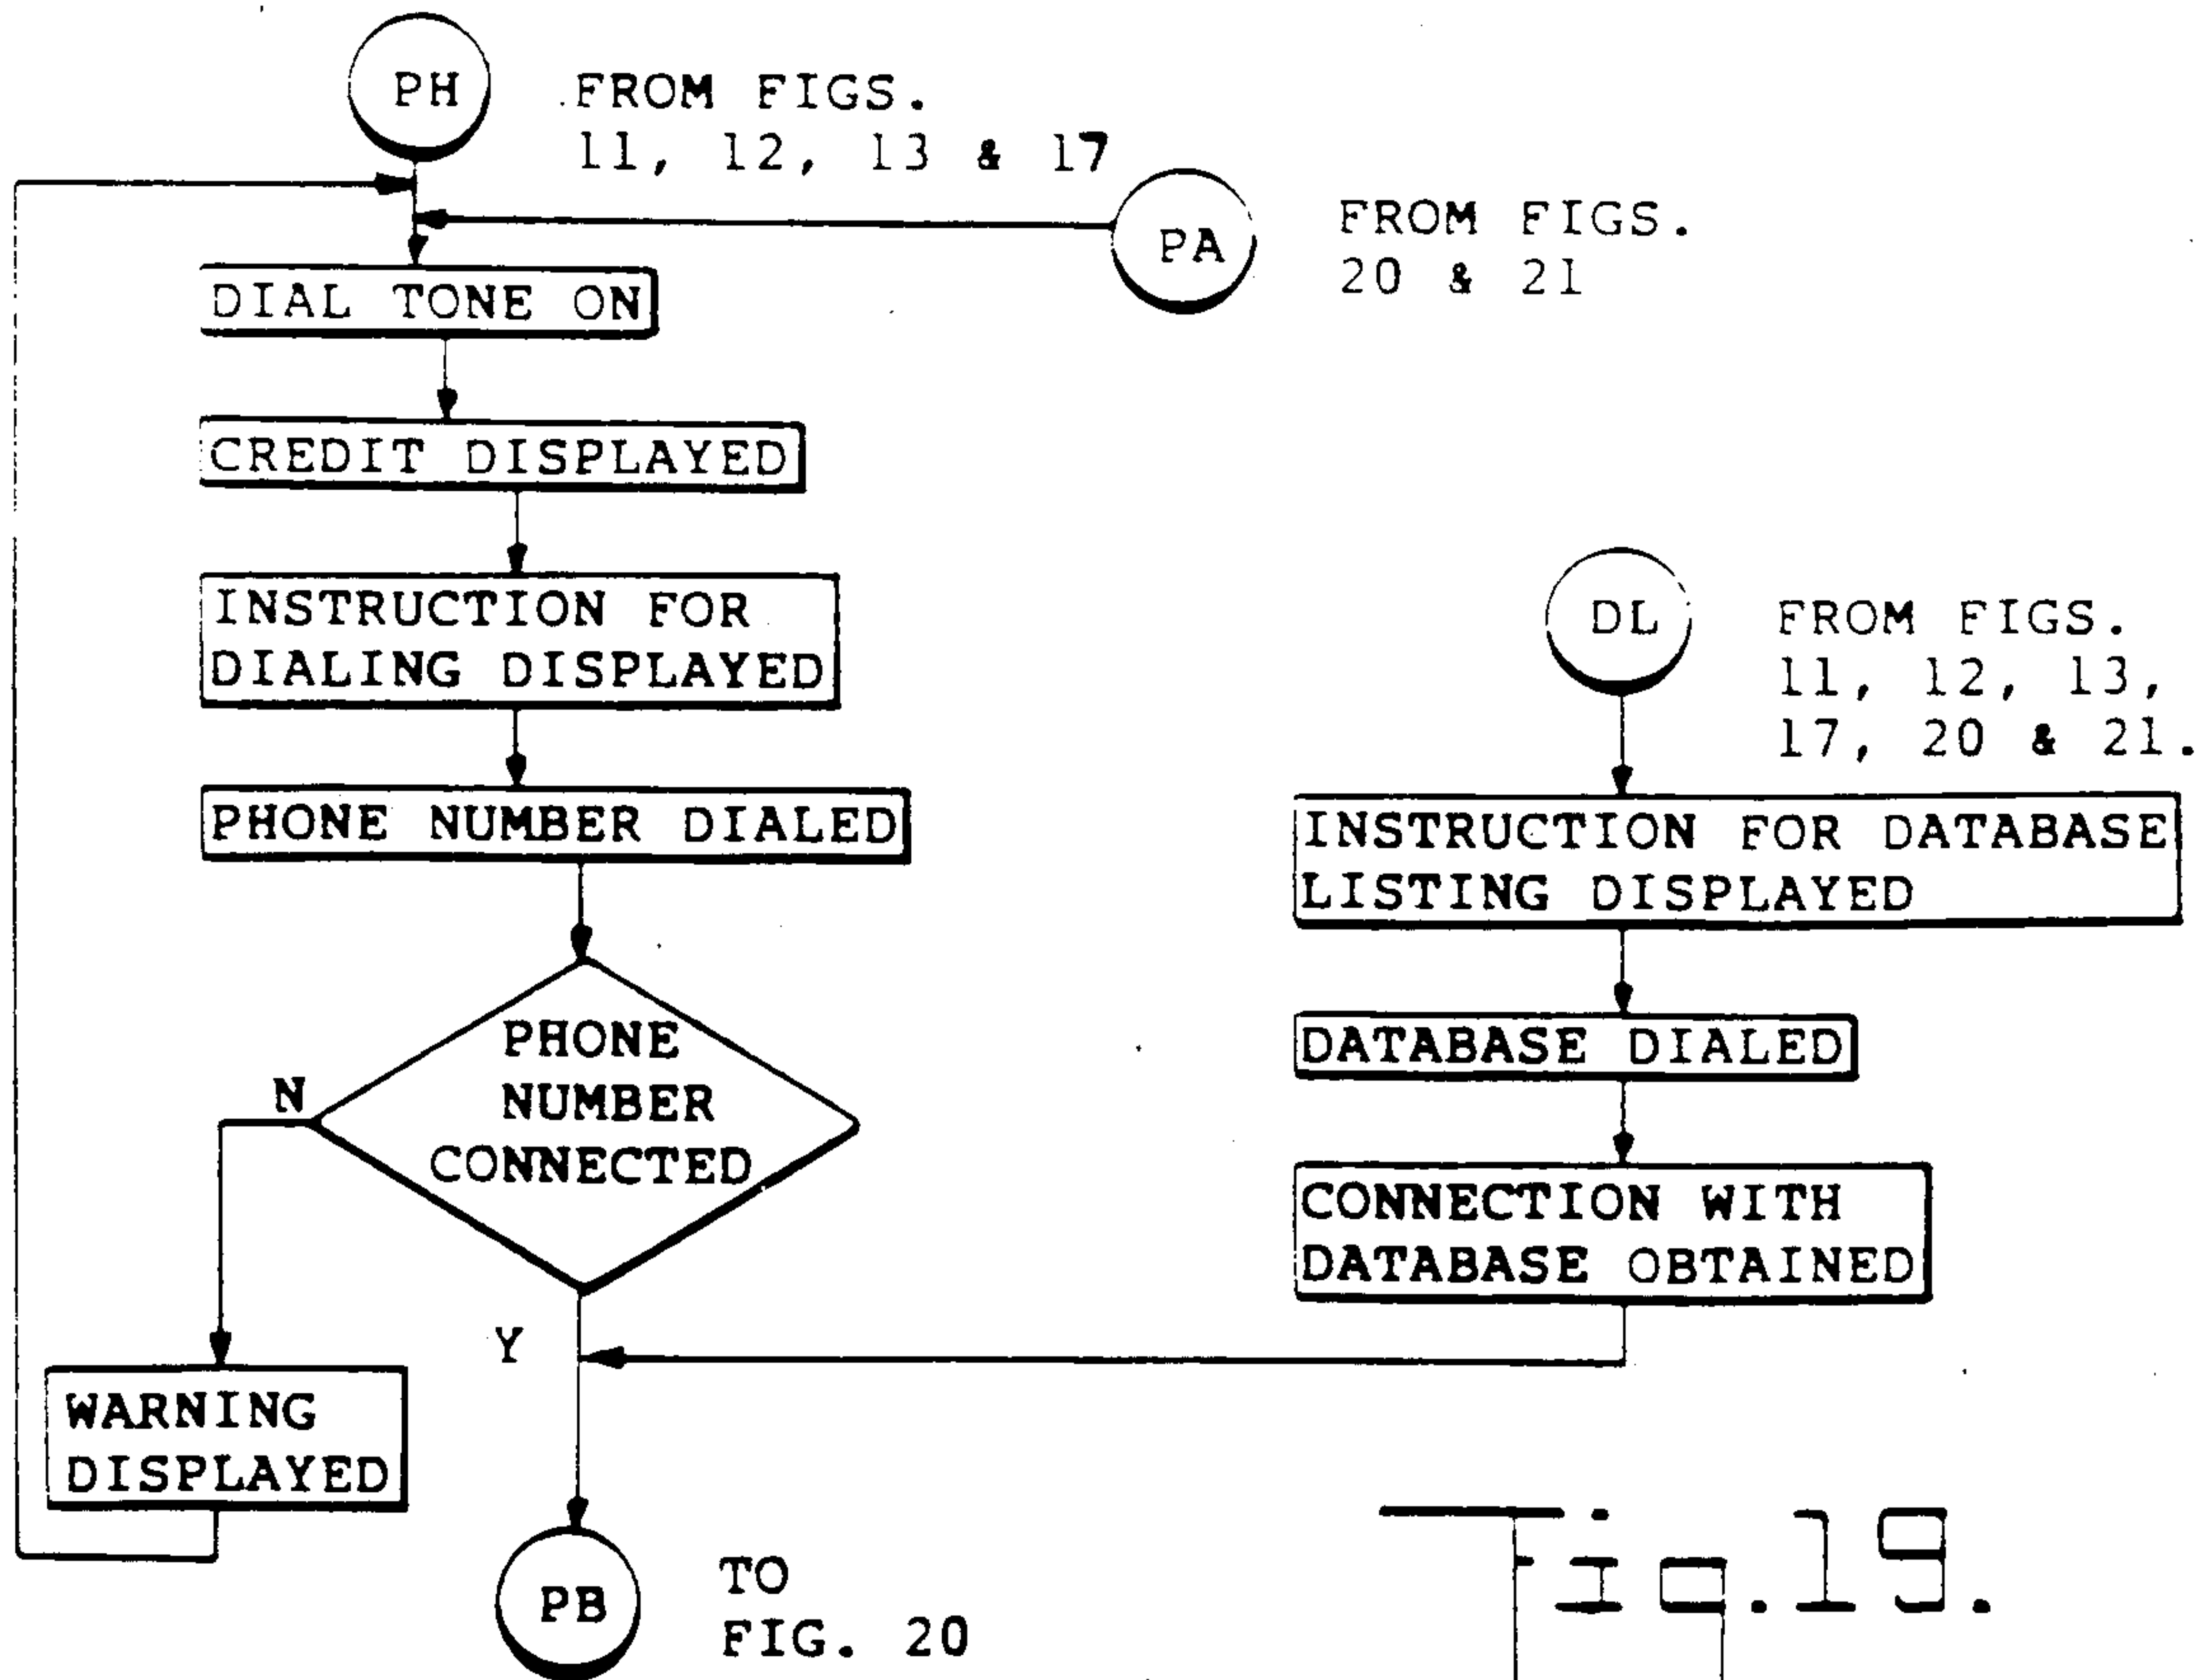 PH
FROM FIGS.
11, 12, 13 & 17
PA
FROM FIGS.
20 & 21
DIAL TONE ON
CREDIT DISPLAYED
INSTRUCTION FOR
DIALING DISPLAYED
DL
FROM FIGS.
11, 12, 13,
17, 20 & 21.
PHONE NUMBER DIALED
INSTRUCTION FOR DATABASE
LISTING DISPLAYED
DATABASE DIALED
PHONE
NUMBER
CONNECTED
N
CONNECTION WITH
DATABASE OBTAINED
Y
WARNING
DISPLAYED
PB
TO
FIG. 20
Fig.19.